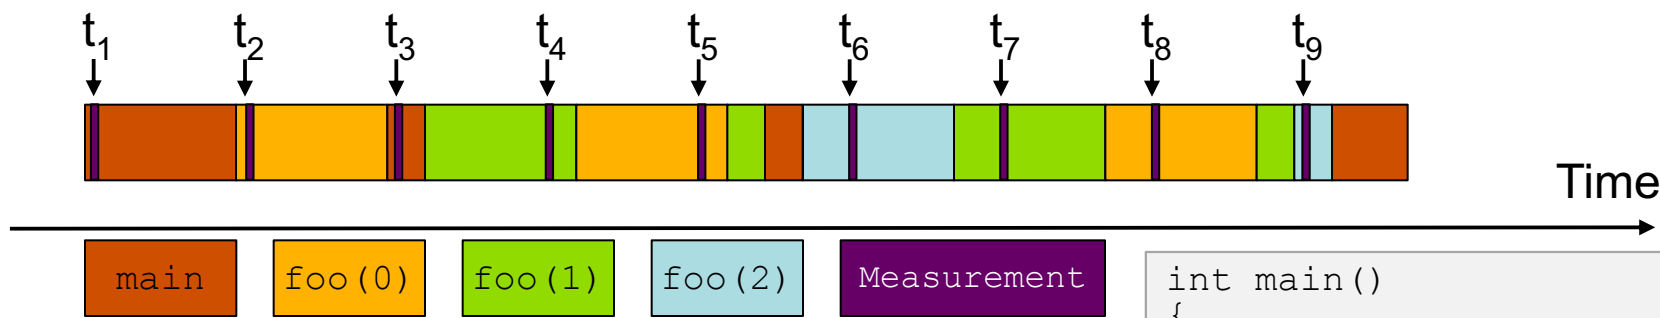 t1 t2 t3 t4 t5 t6 t7 t8 t9
Time
main foo(0) foo(1) foo(2) Measurement
int main()
{